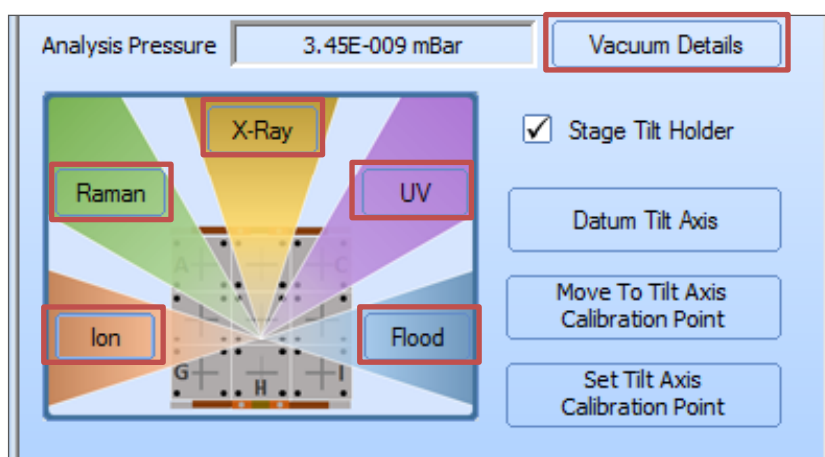 Analysis Pressure 3.45E-009 mBar Vacuum Details
X-Ray
Stage Tilt Holder
Raman
UV
Datum Tilt Axis
A
C
Move To Tilt Axis
Calibration Point
Ion
Flood
G
H
I
Set Tilt Axis
Calibration Point